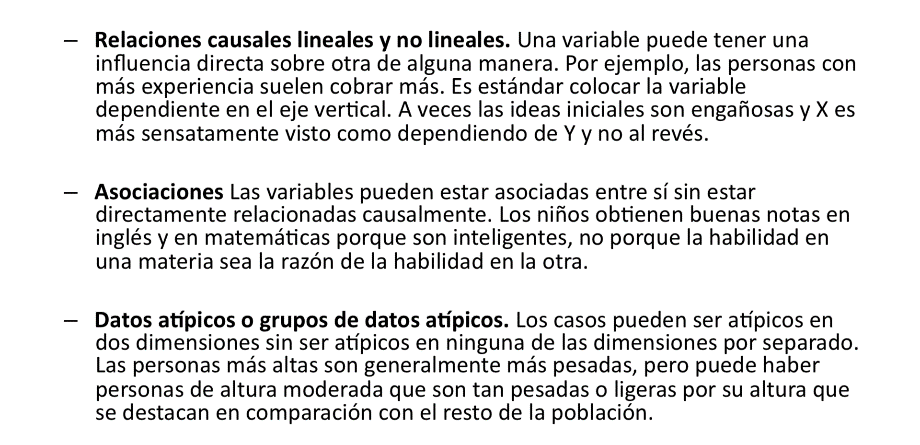 – Relaciones causales lineales y no lineales. Una variable puede tener una
influencia directa sobre otra de alguna manera. Por ejemplo, las personas con
más experiencia suelen cobrar más. Es estándar colocar la variable
dependiente en el eje vertical. A veces las ideas iniciales son engañosas y X es
más sensatamente visto como dependiendo de Y y no al revés.
– Asociaciones Las variables pueden estar asociadas entre sí sin estar
directamente relacionadas causalmente. Los niños obtienen buenas notas en
inglés y en matemáticas porque son inteligentes, no porque la habilidad en
una materia sea la razón de la habilidad en la otra.
– Datos atípicos o grupos de datos atípicos. Los casos pueden ser atípicos en
dos dimensiones sin ser atípicos en ninguna de las dimensiones por separado.
Las personas más altas son generalmente más pesadas, pero puede haber
personas de altura moderada que son tan pesadas o ligeras por su altura que
se destacan en comparación con el resto de la población.